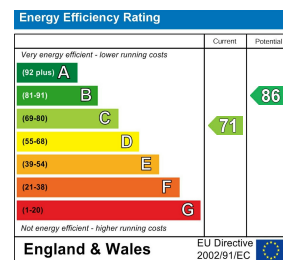 Energy Efficiency Rating
Current Potential
Very energy efficient - lower running costs
(92 plus) A
(81-91) B
86
(69-80) C
71
(55-68) D
(39-54) E
(21-38) F
(1-20) G
Not energy efficient - higher running costs
England & Wales
EU Directive
2002/91/EC